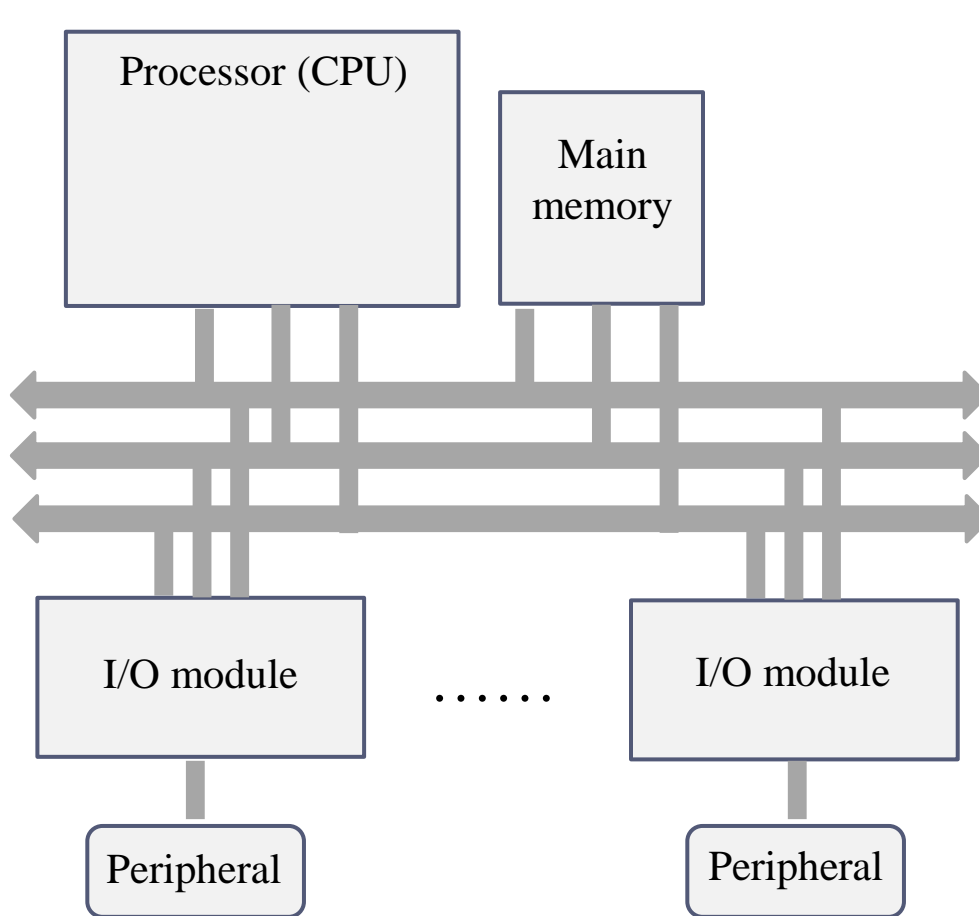 Processor (CPU)
Main
memory
I/O module
......
I/O module
Peripheral
Peripheral